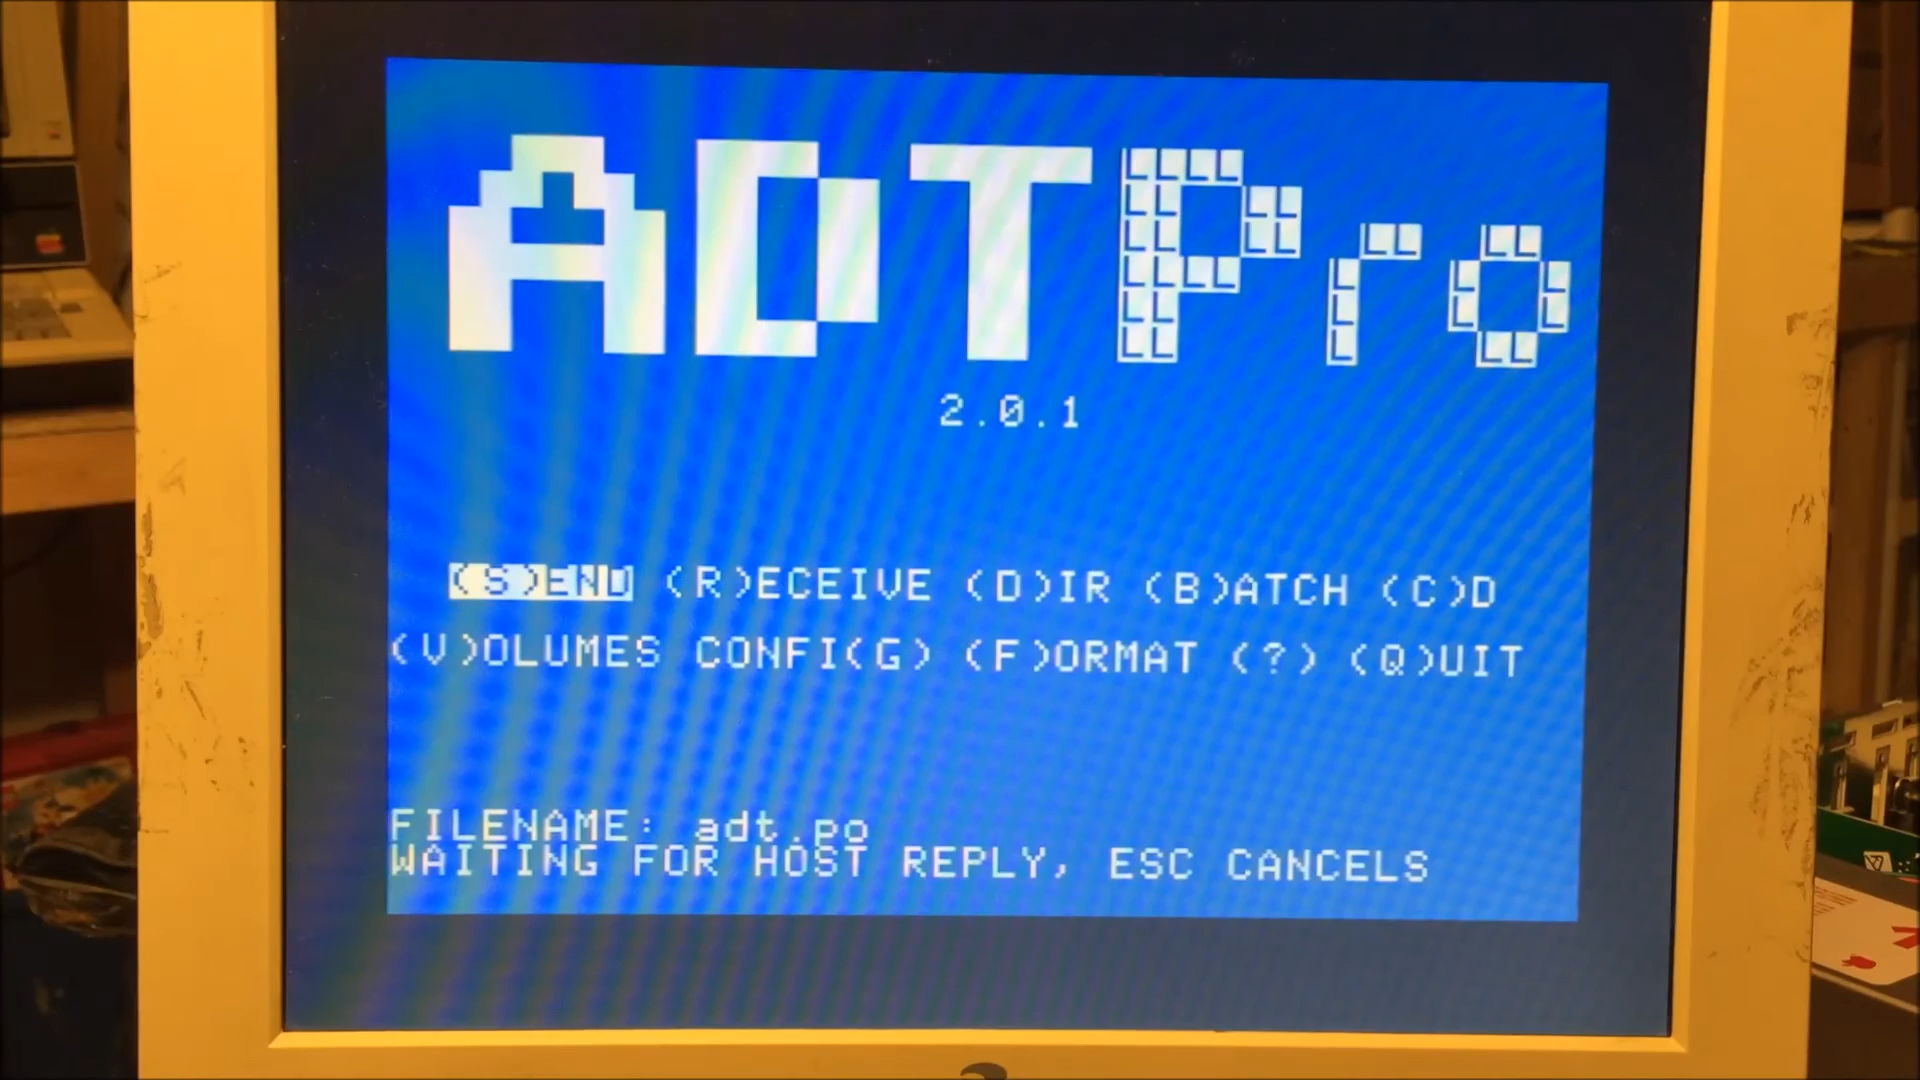 ADTPro
2.0.1
(S)END (R)ECEIVE (D)IR (B)ATCH (C)D
(V)OLUMES CONFI(G) (F)ORMAT (?) (Q)UIT
FILENAME: adt.po
WAITING FOR HOST REPLY, ESC CANCELS